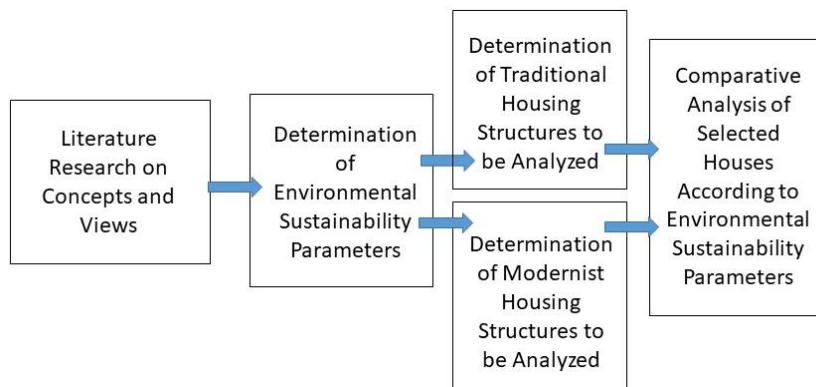 Literature
Research on
Concepts and
Views
Determination
of
Environmental
Sustainability
Parameters
Determination
of Traditional
Housing
Structures to
be Analyzed
Determination
of Modernist
Housing
Structures to
be Analyzed
Comparative
Analysis of
Selected
Houses
According to
Environmental
Sustainability
Parameters